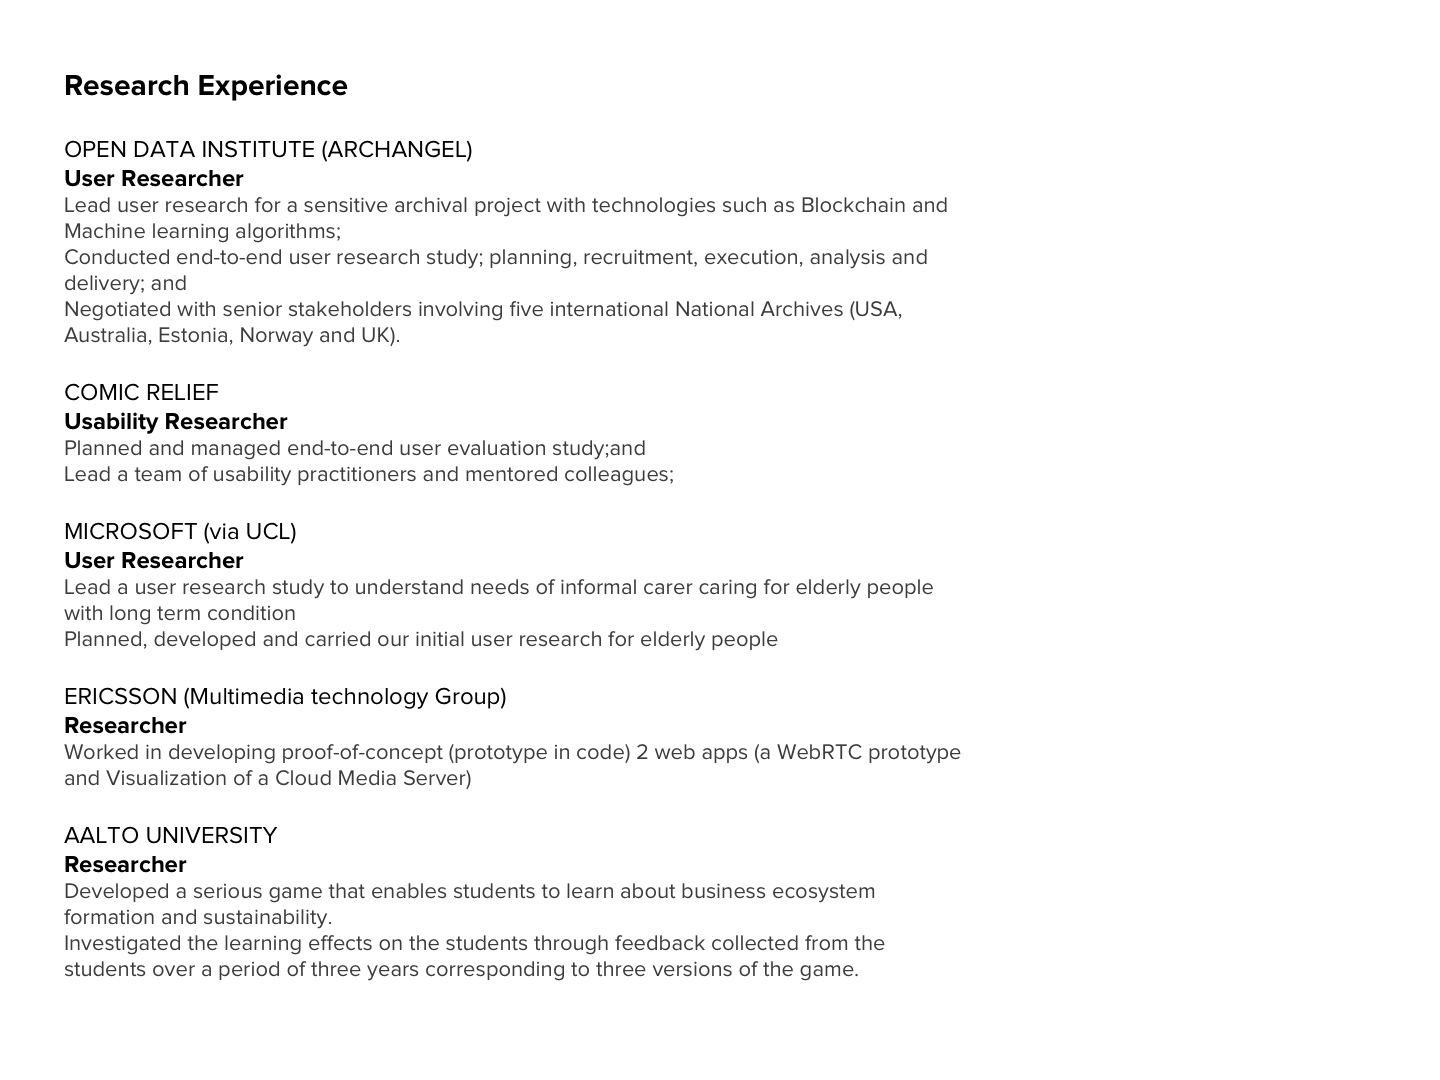 Research Experience
OPEN DATA INSTITUTE (ARCHANGEL)
User Researcher
Lead user research for a sensitive archival project with technologies such as Blockchain and
Machine learning algorithms;
Conducted end-to-end user research study; planning, recruitment, execution, analysis and
delivery; and
Negotiated with senior stakeholders involving five international National Archives (USA,
Australia, Estonia, Norway and UK).
COMIC RELIEF
Usability Researcher
Planned and managed end-to-end user evaluation study;and
Lead a team of usability practitioners and mentored colleagues;
MICROSOFT (via UCL)
User Researcher
Lead a user research study to understand needs of informal carer caring for elderly people
with long term condition
Planned, developed and carried our initial user research for elderly people
ERICSSON (Multimedia technology Group)
Researcher
Worked in developing proof-of-concept (prototype in code) 2 web apps (a WebRTC prototype
and Visualization of a Cloud Media Server)
AALTO UNIVERSITY
Researcher
Developed a serious game that enables students to learn about business ecosystem
formation and sustainability.
Investigated the learning effects on the students through feedback collected from the
students over a period of three years corresponding to three versions of the game.